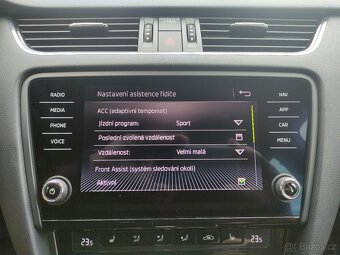 Nastavení asistence řidiče
RADIO
MEDIA
PHONE
VOICE
NAV
APP
CAR
MENU
ACC (adaptivní tempomat)
Jízdní program: Sport
Poslední zvolená vzdálenost
Vzdálenost: Velmi malá
Front Assist (systém sledování okolí)
Aktivní
23.5
23.5